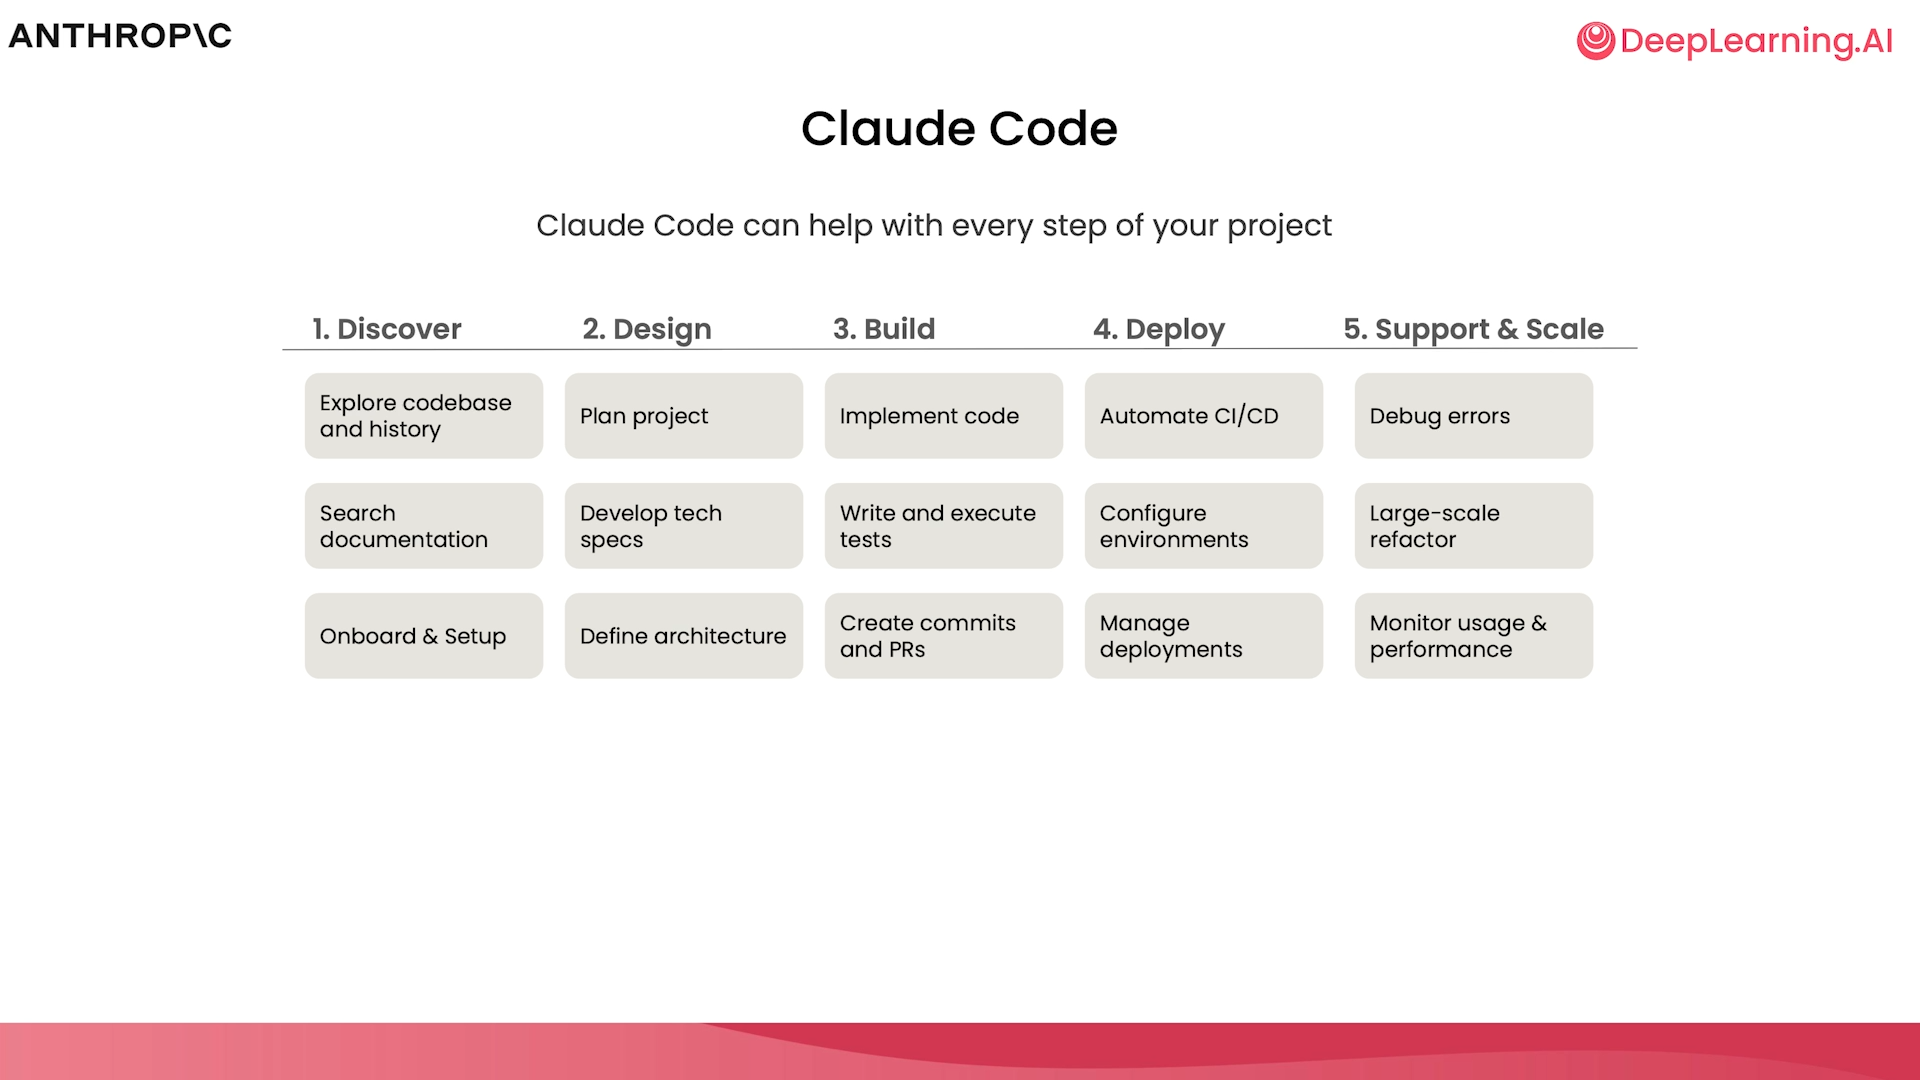 ANTHROP\C
DeepLearning.AI
Claude Code
Claude Code can help with every step of your project
1. Discover
2. Design
3. Build
4. Deploy
5. Support & Scale
Explore codebase
and history
Plan project
Implement code
Automate CI/CD
Debug errors
Search
documentation
Develop tech
specs
Write and execute
tests
Configure
environments
Large-scale
refactor
Onboard & Setup
Define architecture
Create commits
and PRs
Manage
deployments
Monitor usage &
performance